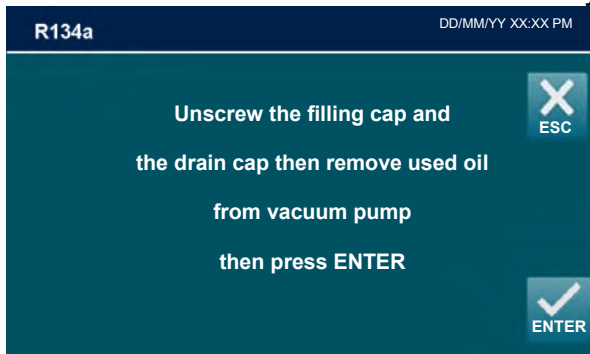 R134a
DD/MM/YY XX:XX PM
Unscrew the filling cap and
ESC
the drain cap then remove used oil
from vacuum pump
then press ENTER
ENTER